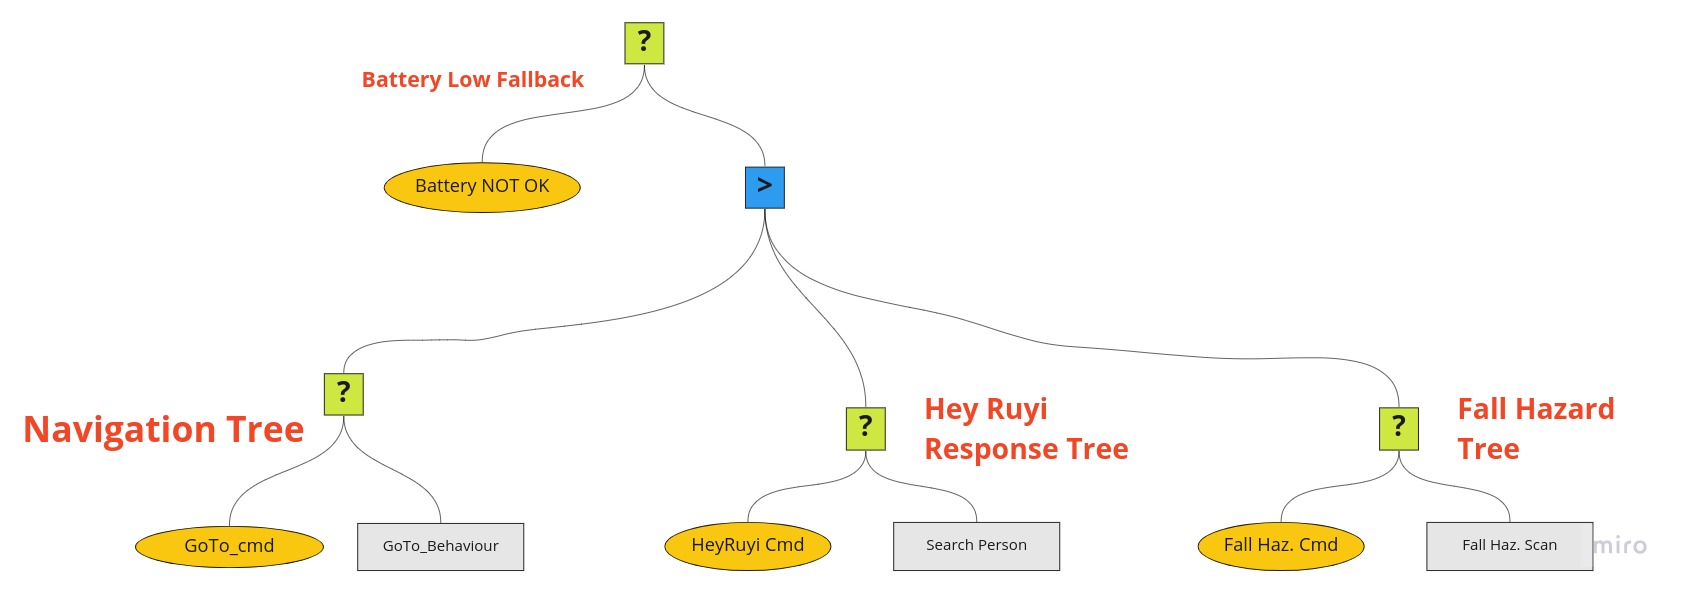 ?
Battery Low Fallback
Battery NOT OK
>
?
Navigation Tree
GoTo_cmd
GoTo_Behaviour
?
Hey Ruyi
Response Tree
HeyRuyi Cmd
Search Person
?
Fall Hazard
Tree
Fall Haz. Cmd
Fall Haz. Scan
miro